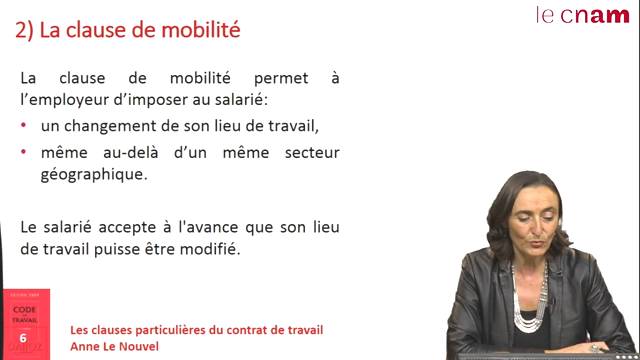 le cnam
2) La clause de mobilité
La clause de mobilité permet à
l'employeur d'imposer au salarié:
• un changement de son lieu de travail,
• même au-delà d'un même secteur
géographique.
Le salarié accepte à l'avance que son lieu
de travail puisse être modifié.
CODE
TRAVAIL
6
Les clauses particulières du contrat de travail
Anne Le Nouvel